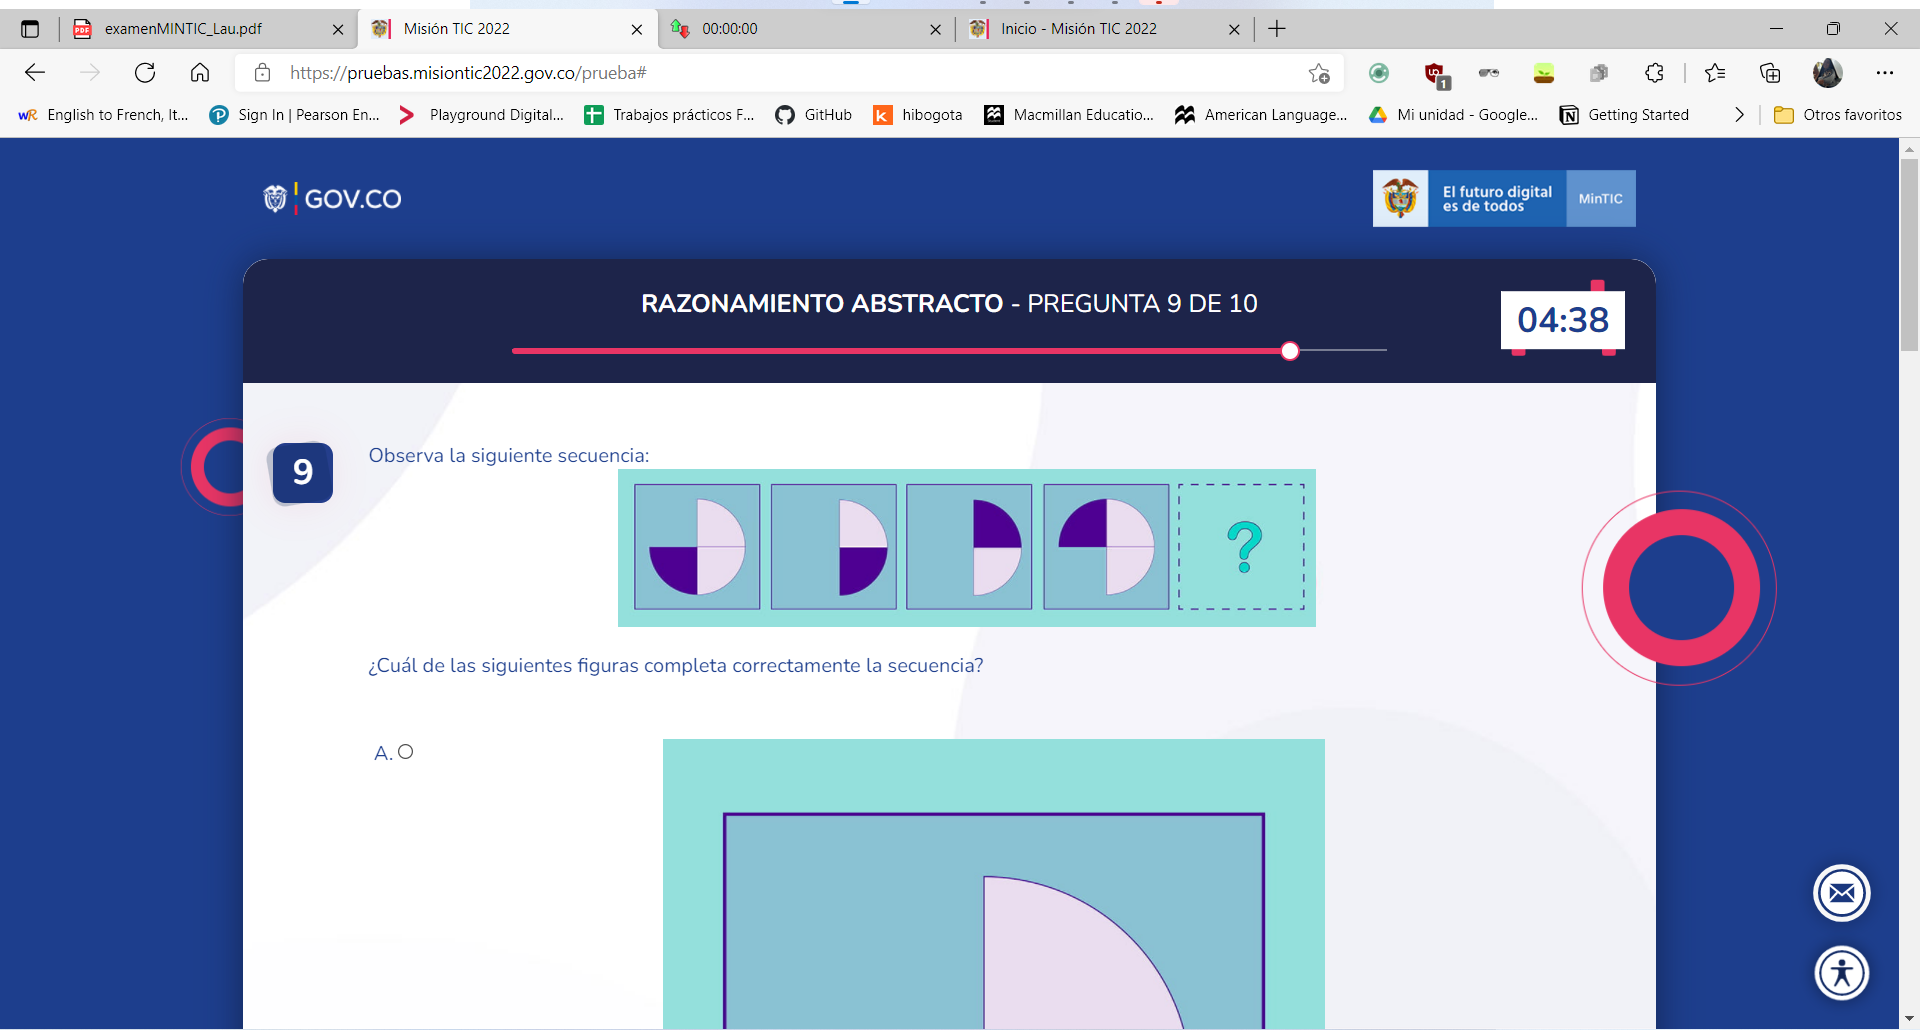 examenMINTIC_Lau.pdf
Misión TIC 2022
00:00:00
Inicio - Misión TIC 2022
https://pruebas.misiontic2022.gov.co/prueba#
1
English to French, It...
Sign In | Pearson En...
Playground Digital...
Trabajos prácticos F...
GitHub
hibogota
Macmillan Educatio...
American Language...
Mi unidad - Google...
Getting Started
Otros favoritos
GOV.CO
El futuro digital
es de todos
MinTIC
RAZONAMIENTO ABSTRACTO - PREGUNTA 9 DE 10
04:38
9
Observa la siguiente secuencia:
?
¿Cuál de las siguientes figuras completa correctamente la secuencia?
A.